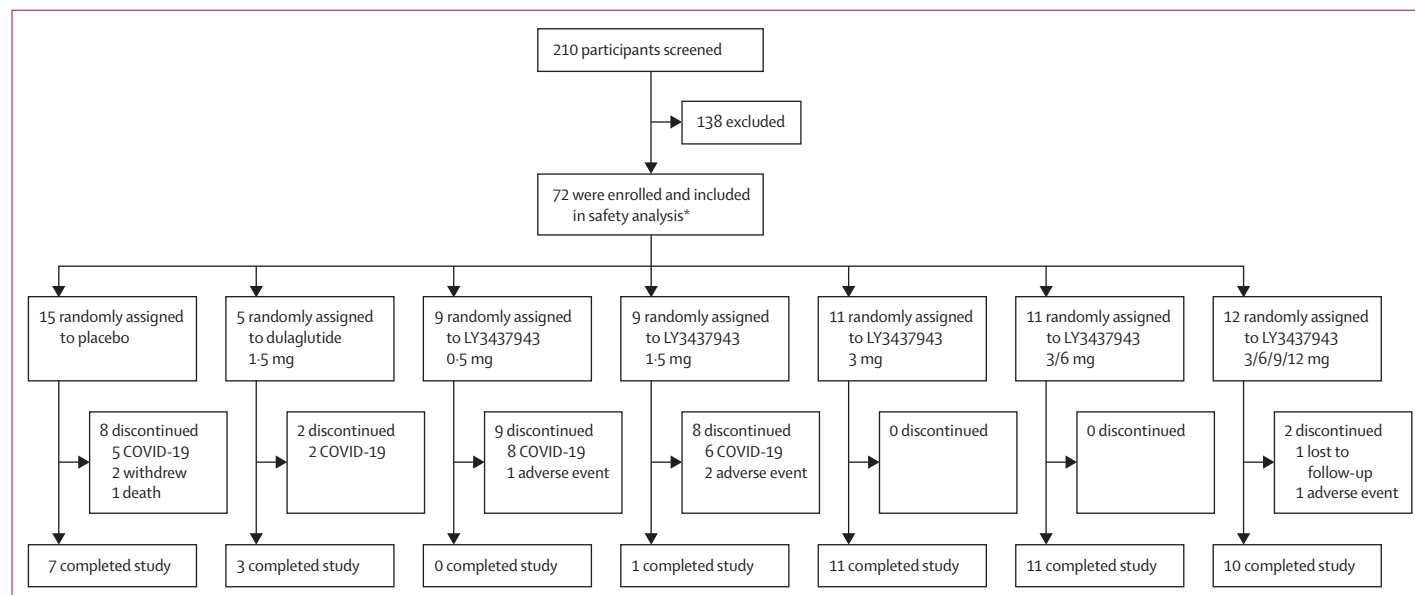 210 participants screened
138 excluded
72 were enrolled and included
in safety analysis*
15 randomly assigned
to placebo
5 randomly assigned
to dulaglutide
1·5 mg
9 randomly assigned
to LY3437943
0·5 mg
9 randomly assigned
to LY3437943
1·5 mg
11 randomly assigned
to LY3437943
3 mg
11 randomly assigned
to LY3437943
3/6 mg
12 randomly assigned
to LY3437943
3/6/9/12 mg
8 discontinued
5 COVID-19
2 withdrew
1 death
2 discontinued
2 COVID-19
9 discontinued
8 COVID-19
1 adverse event
8 discontinued
6 COVID-19
2 adverse event
0 discontinued
0 discontinued
2 discontinued
1 lost to
follow-up
1 adverse event
7 completed study
3 completed study
0 completed study
1 completed study
11 completed study
11 completed study
10 completed study